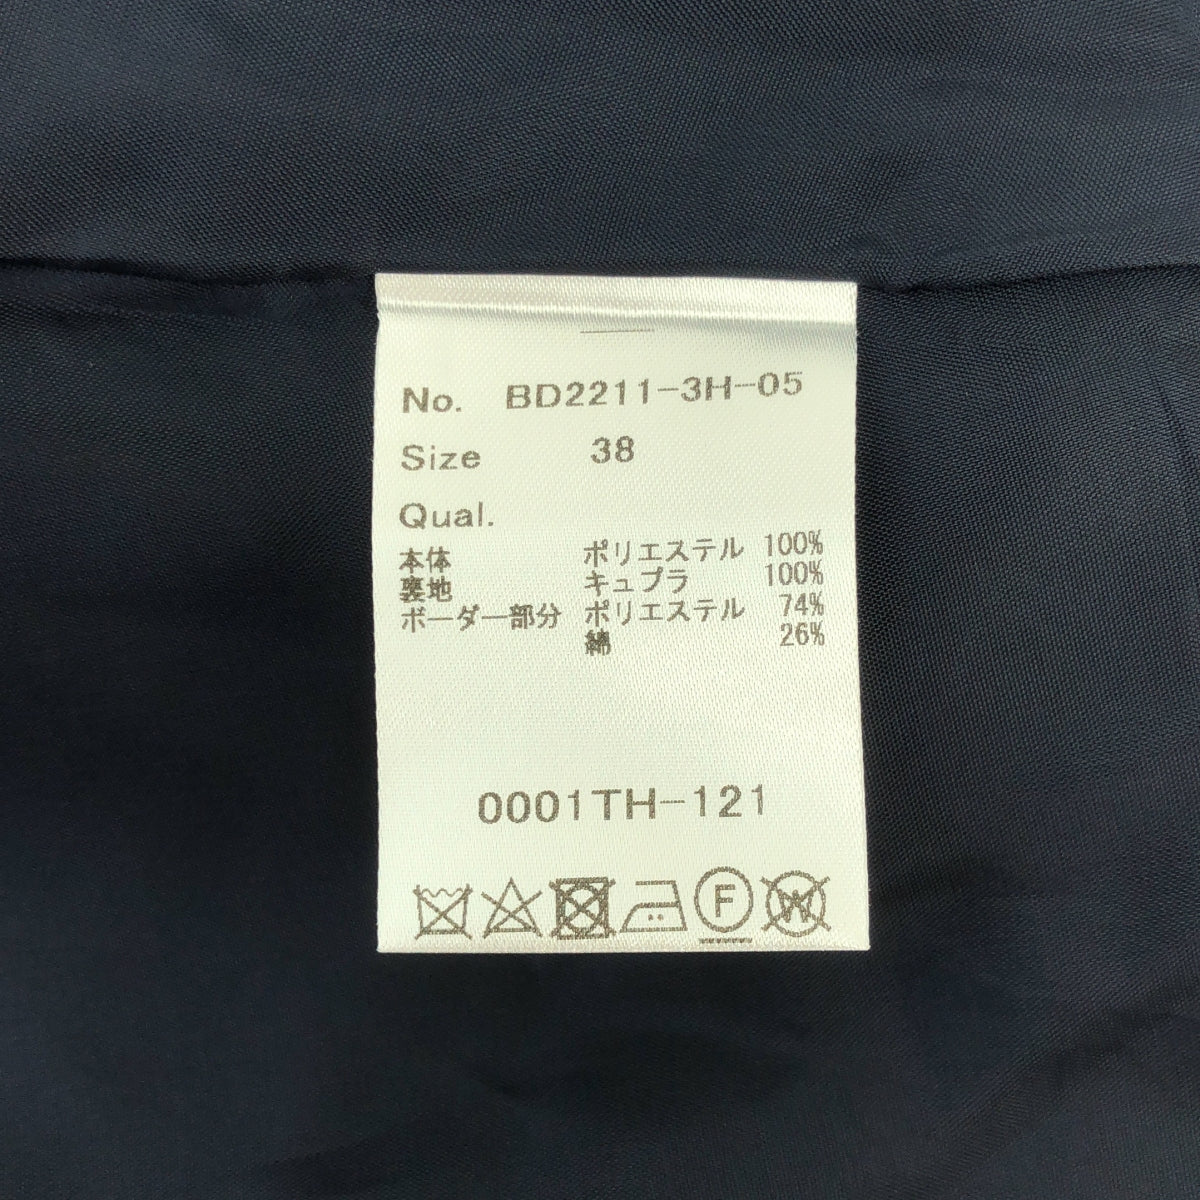 No. BD2211-3H-05
Size 38
Qual.
本体 ポリエステル 100%
裏地 キュプラ 100%
ボーダー部分 ポリエステル 74%
綿 26%
0001TH-121
F W